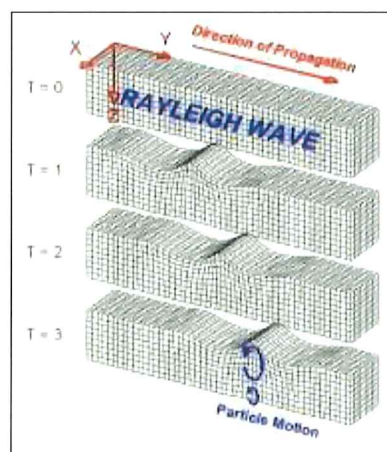 X
Y
Direction of Propagation
T = 0
Z
RAYLEIGH WAVE
T = 1
T = 2
T = 3
Particle Motion